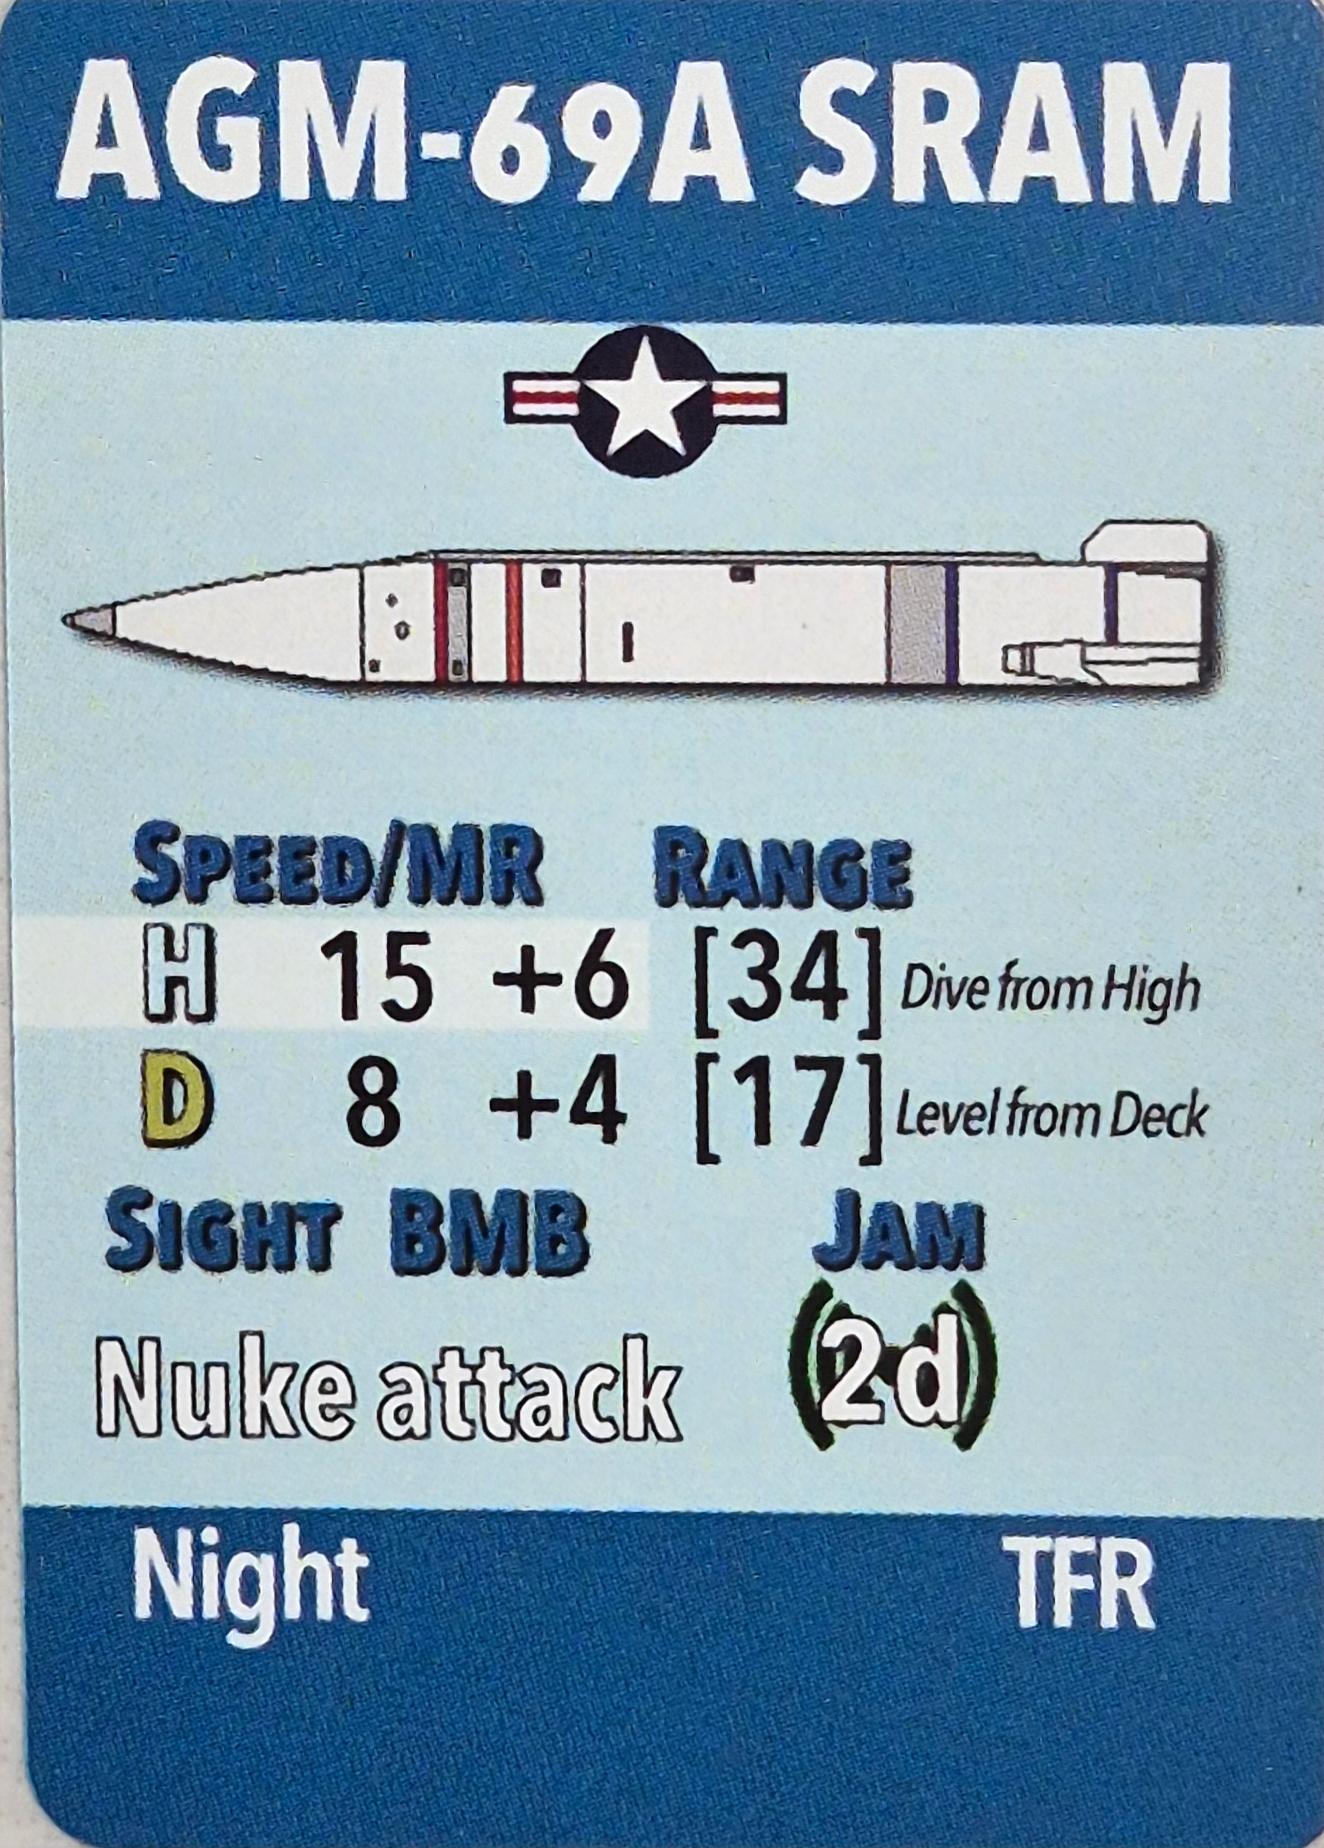 AGM-69A SRAM
SPEED/MR RANGE
H 15 +6 [34] Dive from High
D 8 +4 [17] Level from Deck
SIGHT BMB JAM
Nuke attack (2d)
Night TFR